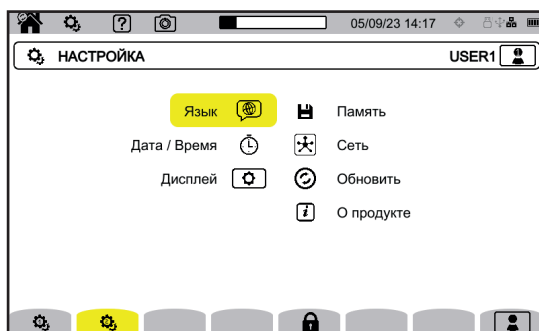 05/09/23 14:17
НАСТРОЙКА
USER1
Язык
Память
Дата / Время
Сеть
Дисплей
Обновить
О продукте